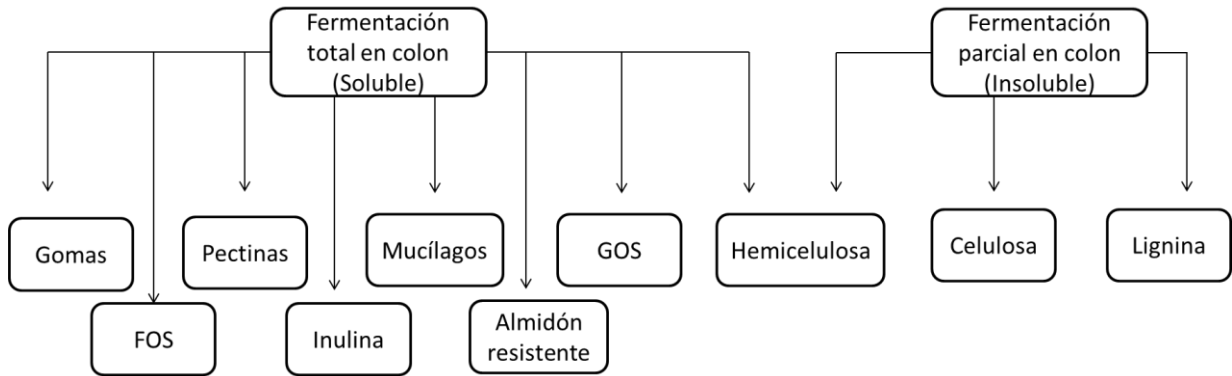 Fermentación
total en colon
(Soluble)
Fermentación
parcial en colon
(Insoluble)
Gomas
Pectinas
Mucílagos
GOS
Hemicelulosa
Celulosa
Lignina
FOS
Inulina
Almidón
resistente